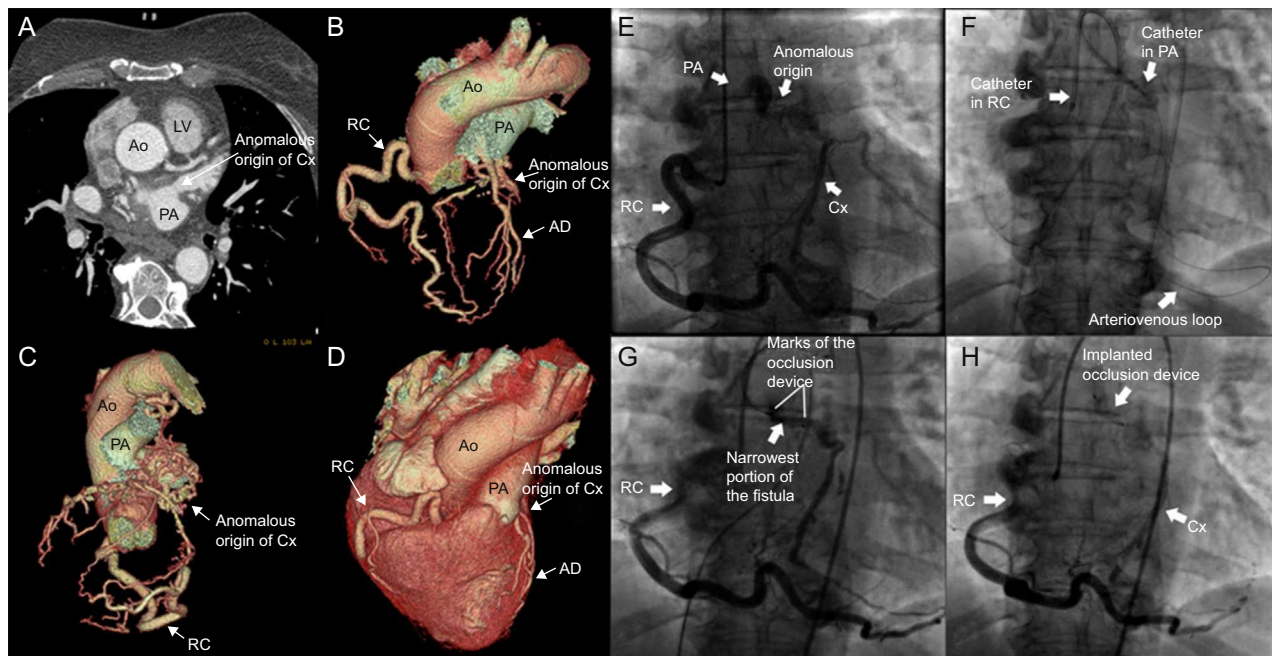 A
Ao
LV
Anomalous
origin of Cx
PA
O L 103 LAI
B
Ao
RC
PA
Anomalous
origin of Cx
AD
C
Ao
PA
Anomalous
origin of Cx
RC
D
Ao
RC
PA
Anomalous
origin of Cx
AD
E
PA
Anomalous
origin
RC
Cx
F
Catheter
in PA
Catheter
in RC
Arteriovenous loop
G
Marks of the
occlusion
device
Narrowest
portion of
the fistula
RC
H
Implanted
occlusion device
RC
Cx